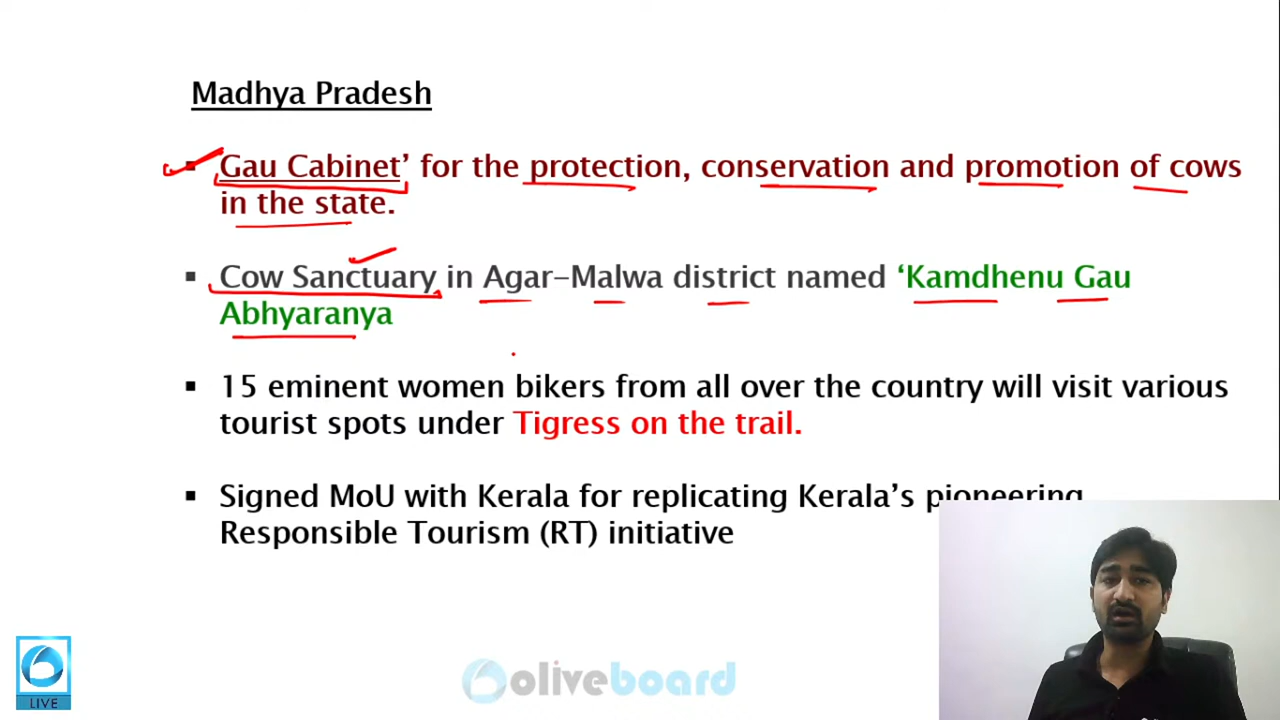 Madhya Pradesh
▪ Gau Cabinet’ for the protection, conservation and promotion of cows
in the state.
▪ Cow Sanctuary in Agar-Malwa district named ‘Kamdhenu Gau
Abhyaranya
▪ 15 eminent women bikers from all over the country will visit various
tourist spots under Tigress on the trail.
▪ Signed MoU with Kerala for replicating Kerala’s pioneering
Responsible Tourism (RT) initiative
LIVE
oliveboard